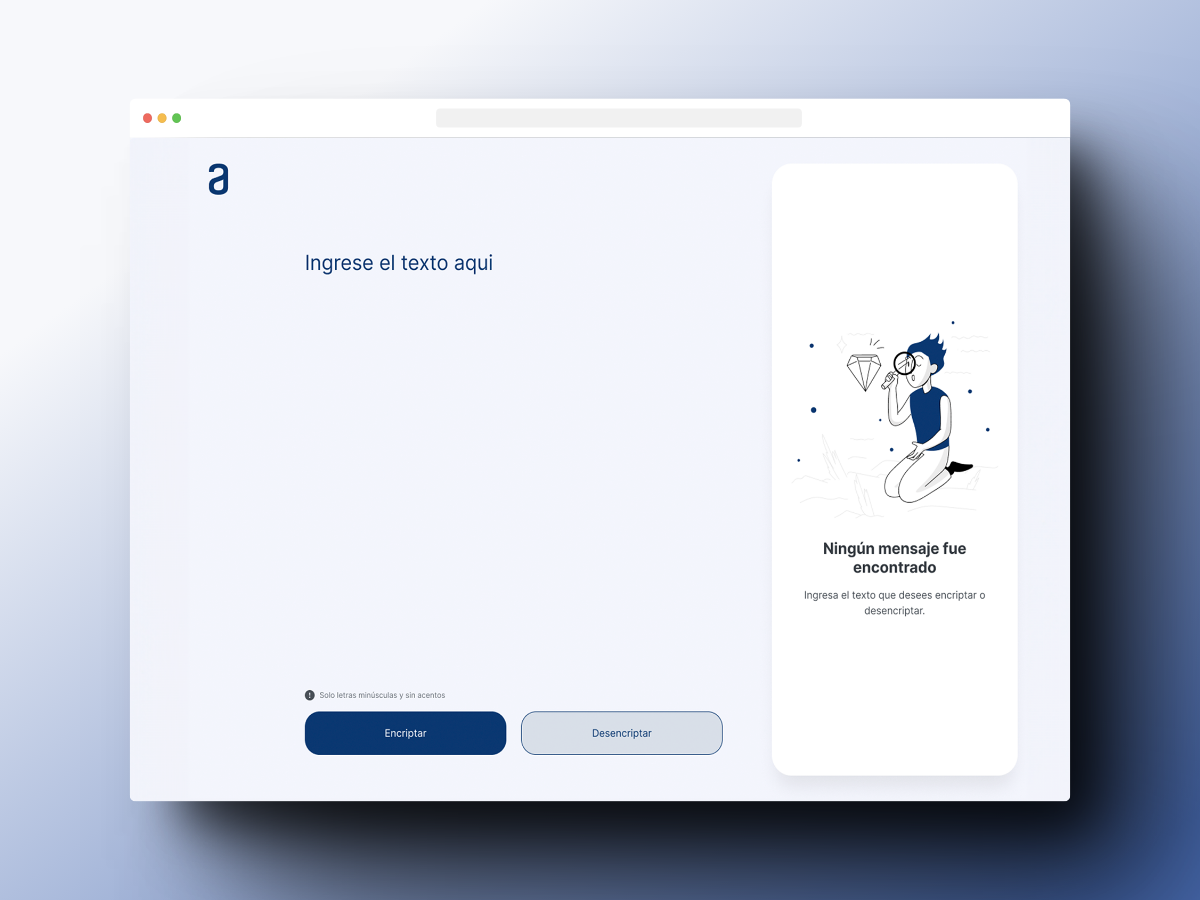 a
Ingrese el texto aqui
Solo letras minúsculas y sin acentos
Encriptar
Desencriptar
Ningún mensaje fue
encontrado
Ingresa el texto que desees encriptar o
desencriptar.